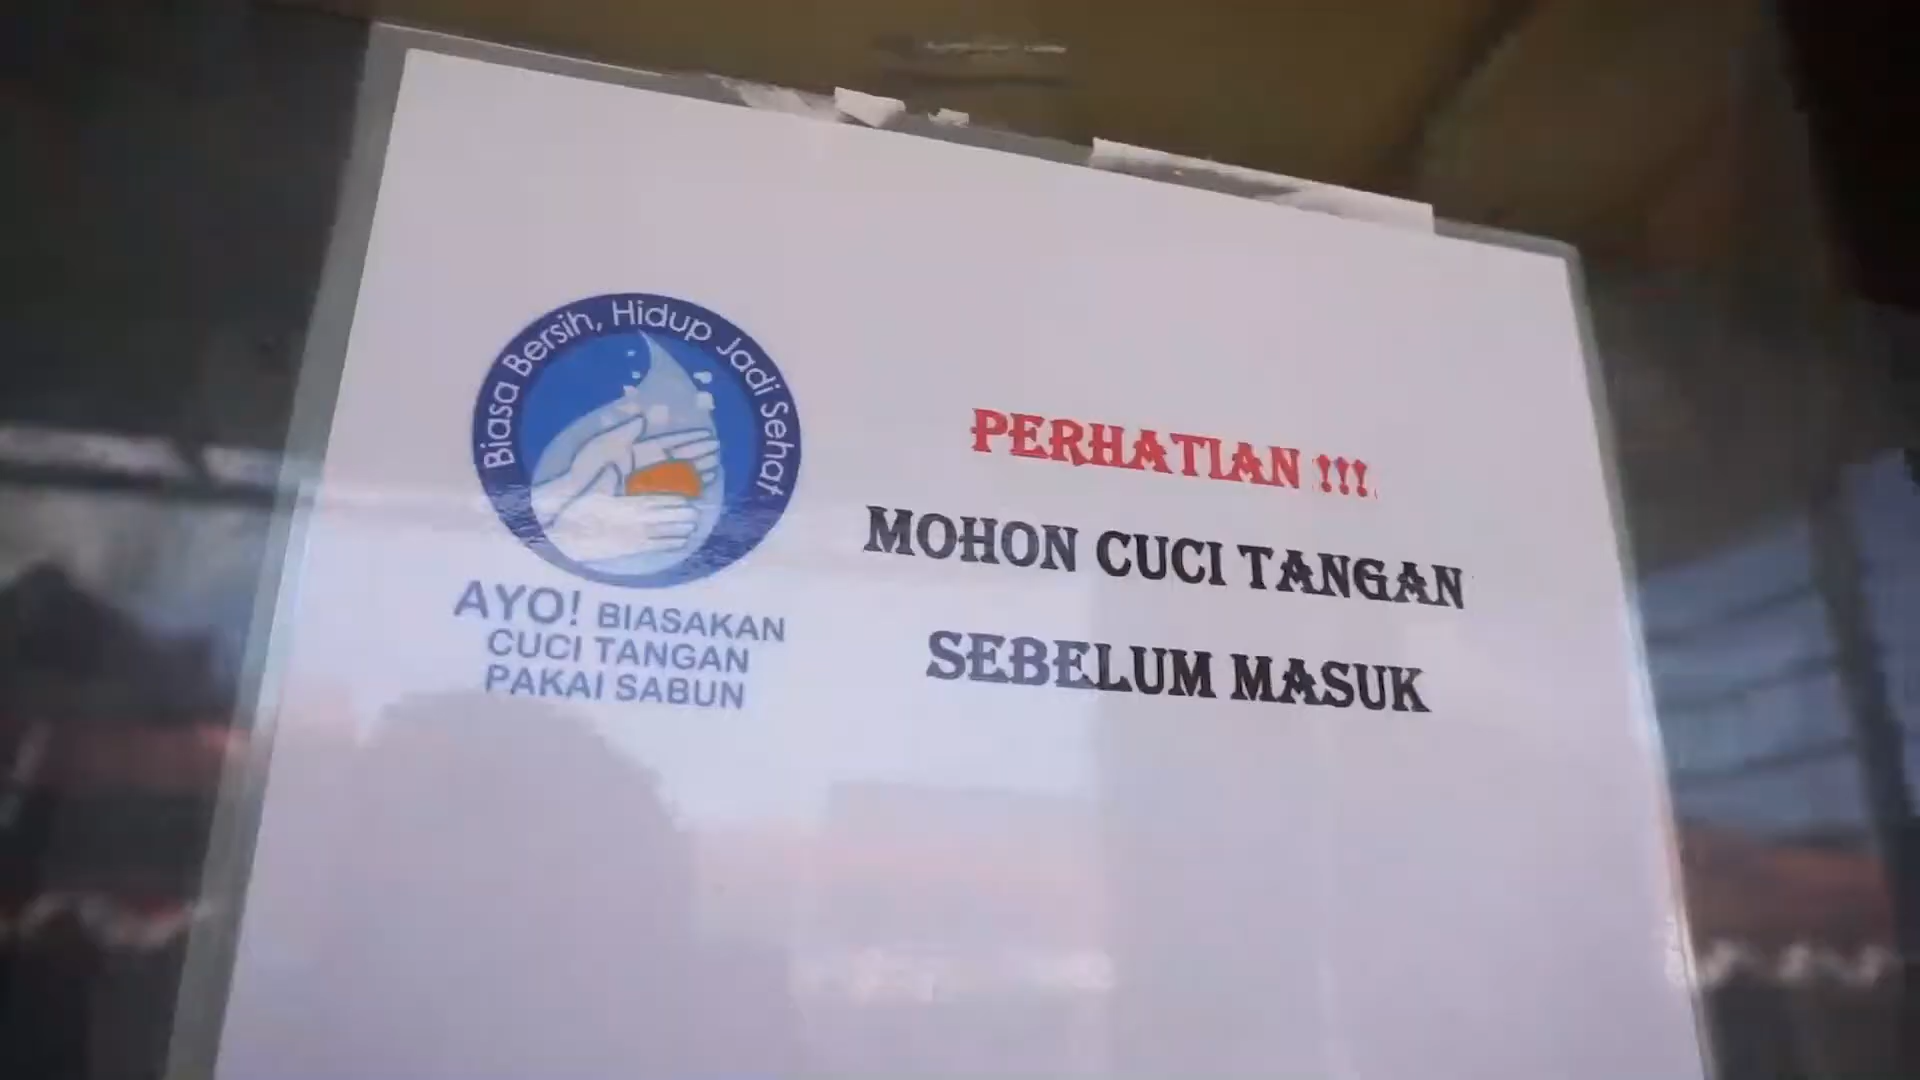 Biasa Bersih, Hidup Jadi Sehat
AYO! BIASAKAN
CUCI TANGAN
PAKAI SABUN
PERHATIAN !!!
MOHON CUCI TANGAN
SEBELUM MASUK